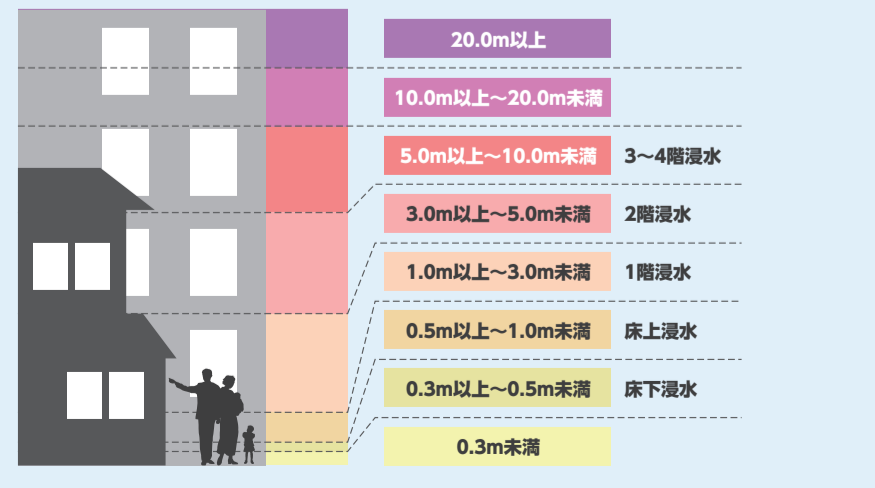 20.0m以上
10.0m以上～20.0m未満
5.0m以上～10.0m未満 3～4階浸水
3.0m以上～5.0m未満 2階浸水
1.0m以上～3.0m未満 1階浸水
0.5m以上～1.0m未満 床上浸水
0.3m以上～0.5m未満 床下浸水
0.3m未満